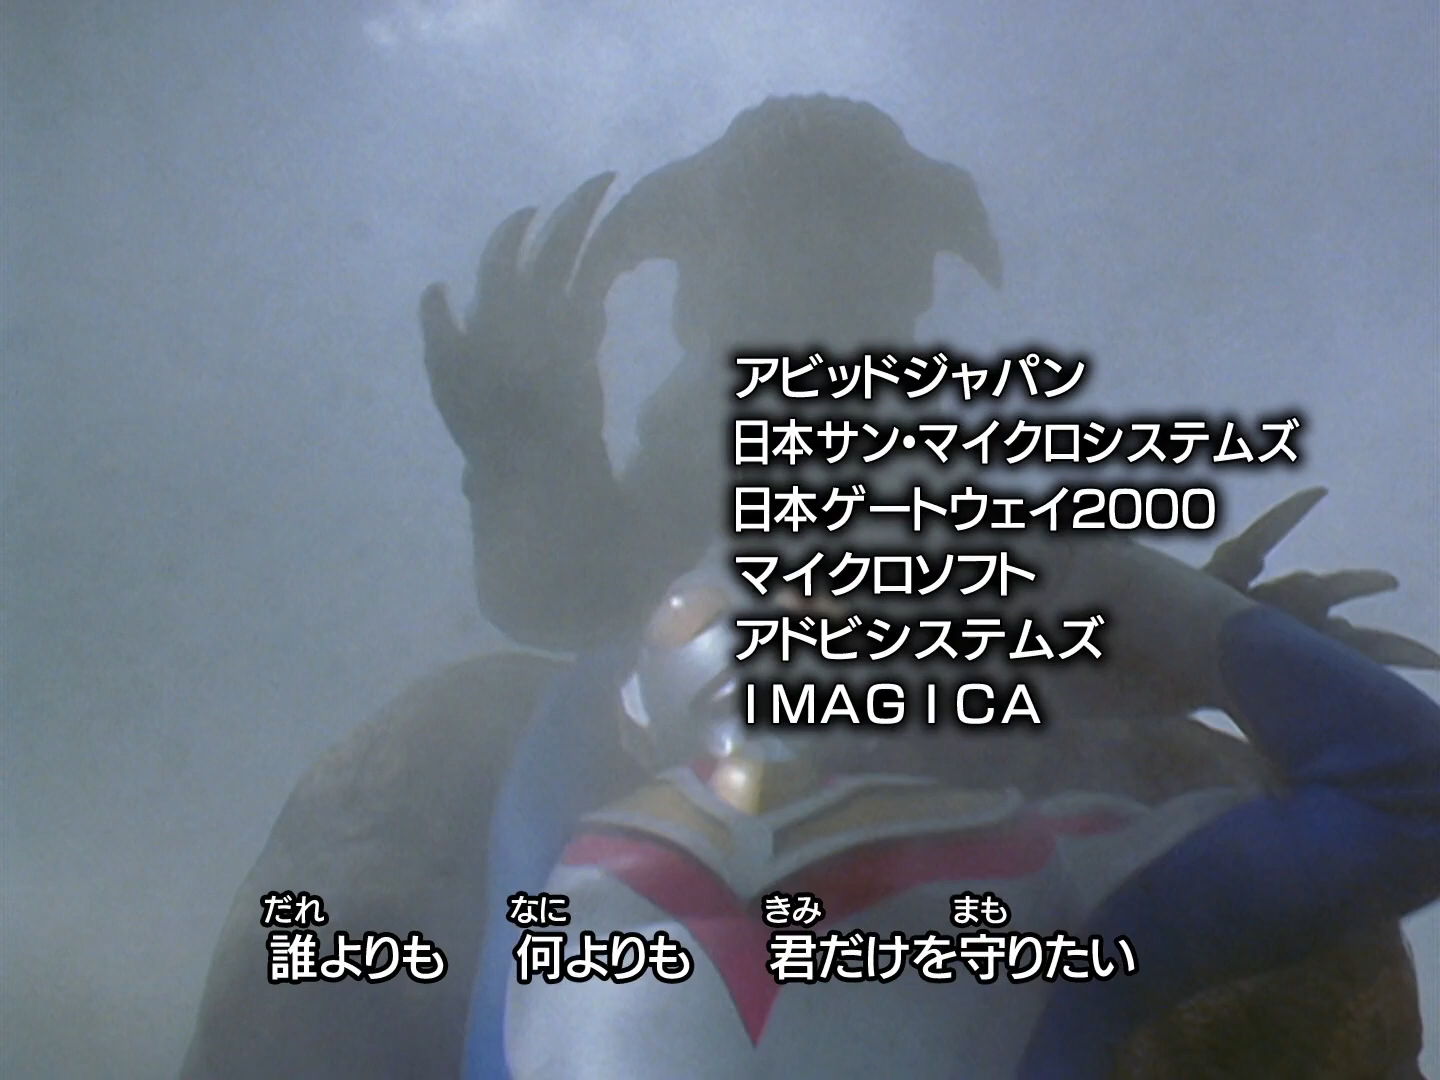 アビッドジャパン
日本サン・マイクロシステムズ
日本ゲートウェイ2000
マイクロソフト
アドビシステムズ
IMAGICA
だれ なに きみ まも
誰よりも 何よりも 君だけを守りたい